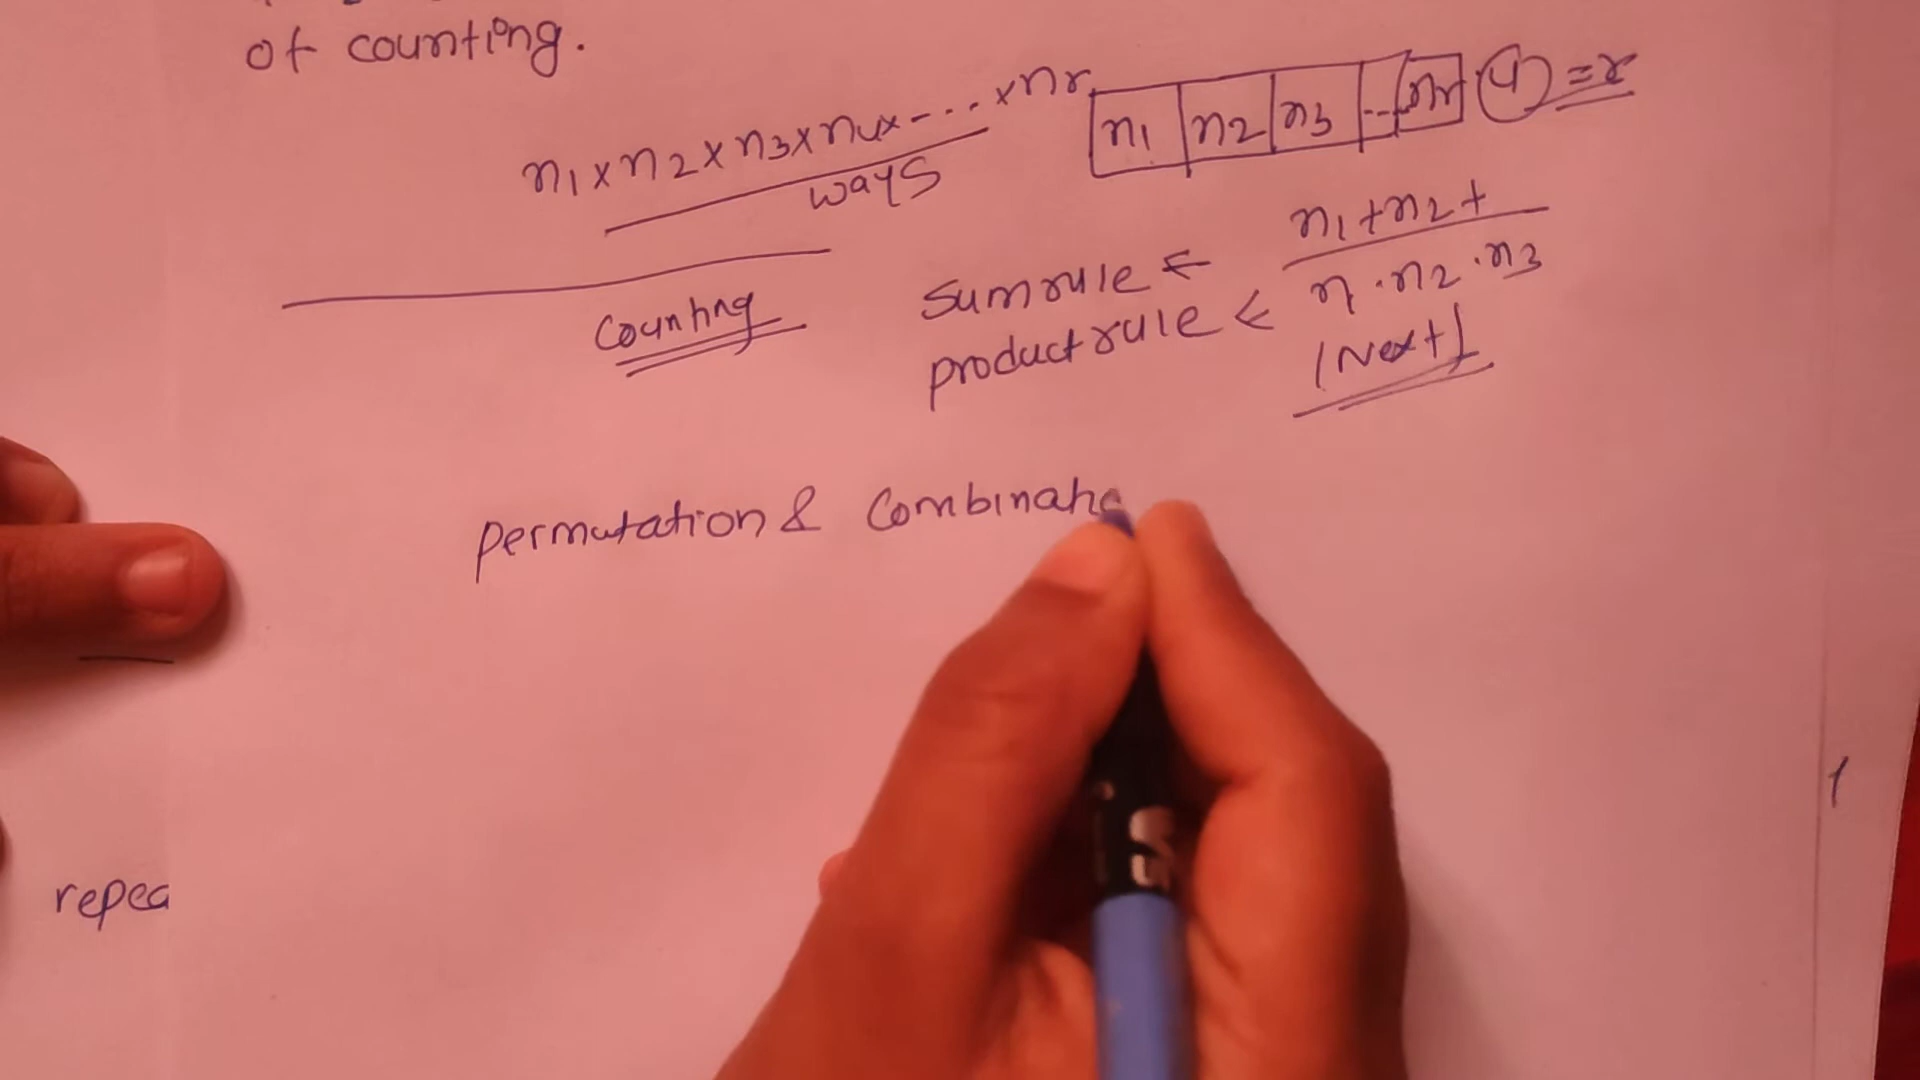 of counting.
n1 x n2 x n3 x n4 x -... x nr
ways
n1 n2 n3 ... nr 4 = r
n1 + n2 +
Sum rule ←
n . n2 . n3
product rule <
Counting
[Next]
permutation & Combinatio
repea